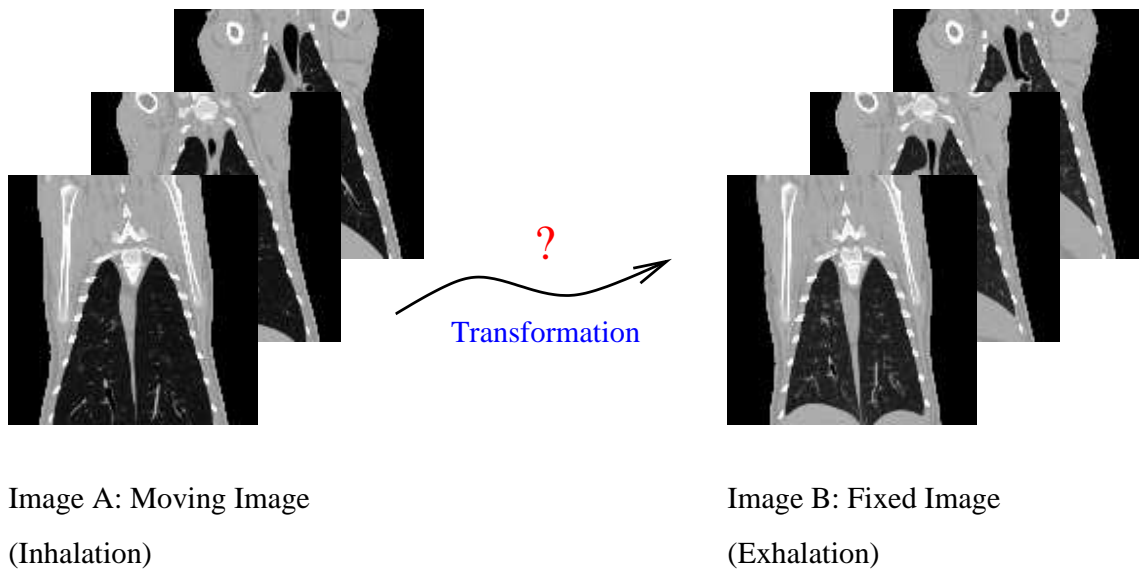 ?
Transformation
Image A: Moving Image
(Inhalation)
Image B: Fixed Image
(Exhalation)